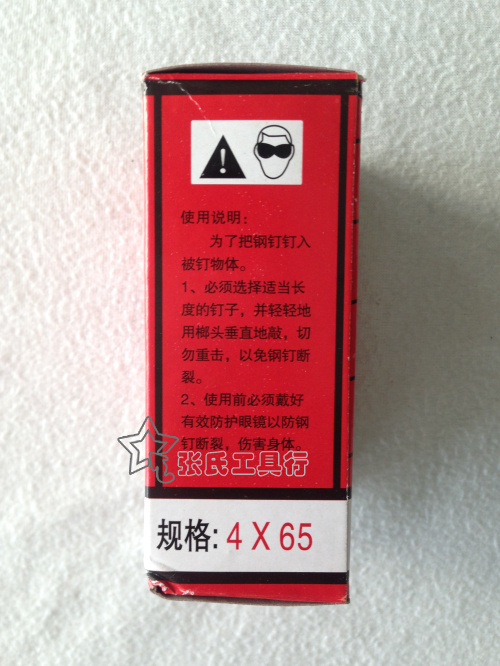 使用说明:
为了把钢钉钉入
被钉物体。
1、必须选择适当长
度的钉子，并轻轻地
用榔头垂直地敲，切
勿重击，以免钢钉断
裂。
2、使用前必须戴好
有效防护眼镜以防钢
钉断裂，伤害身体。
张氏工具行
规格: 4 X 65